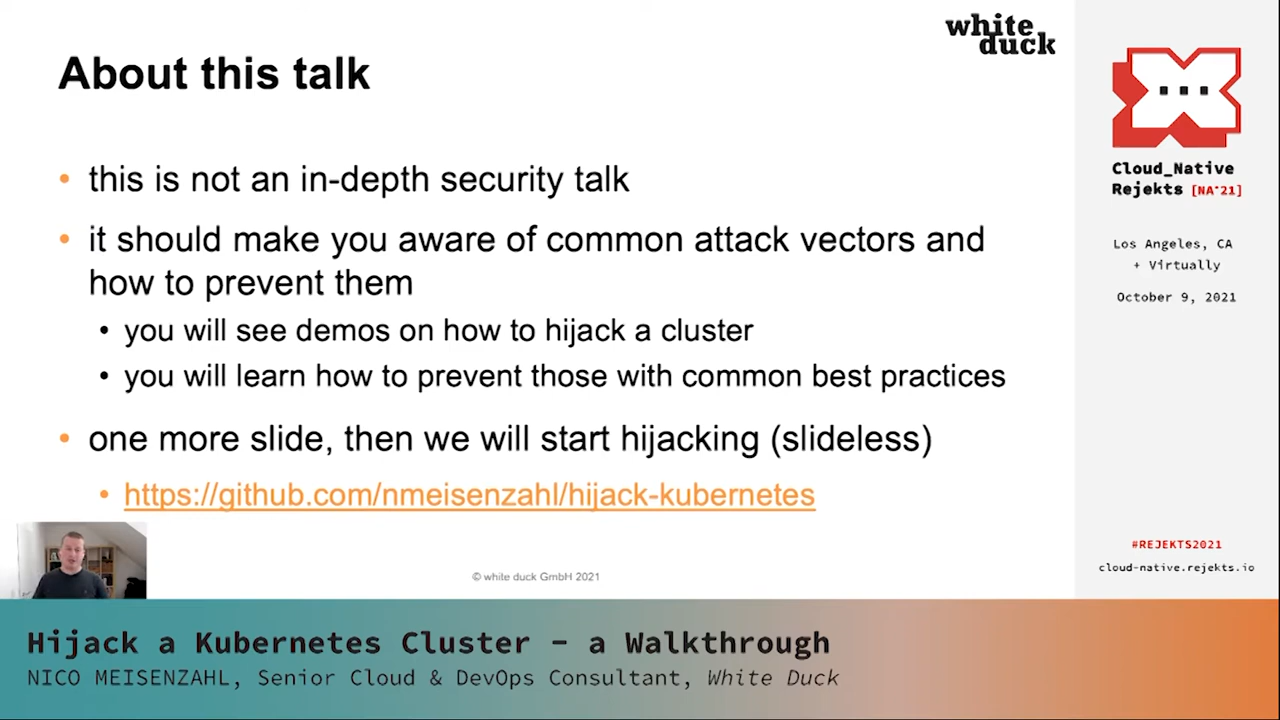 white
duck
About this talk
• this is not an in-depth security talk
• it should make you aware of common attack vectors and
how to prevent them
• you will see demos on how to hijack a cluster
• you will learn how to prevent those with common best practices
• one more slide, then we will start hijacking (slideless)
• https://github.com/nmeisenzahl/hijack-kubernetes
© white duck GmbH 2021
Cloud_Native
Rejekts [NA'21]
Los Angeles, CA
+ Virtually
October 9, 2021
#REJEKTS2021
cloud-native.rejekts.io
Hijack a Kubernetes Cluster – a Walkthrough
NICO MEISENZAHL, Senior Cloud & DevOps Consultant, White Duck